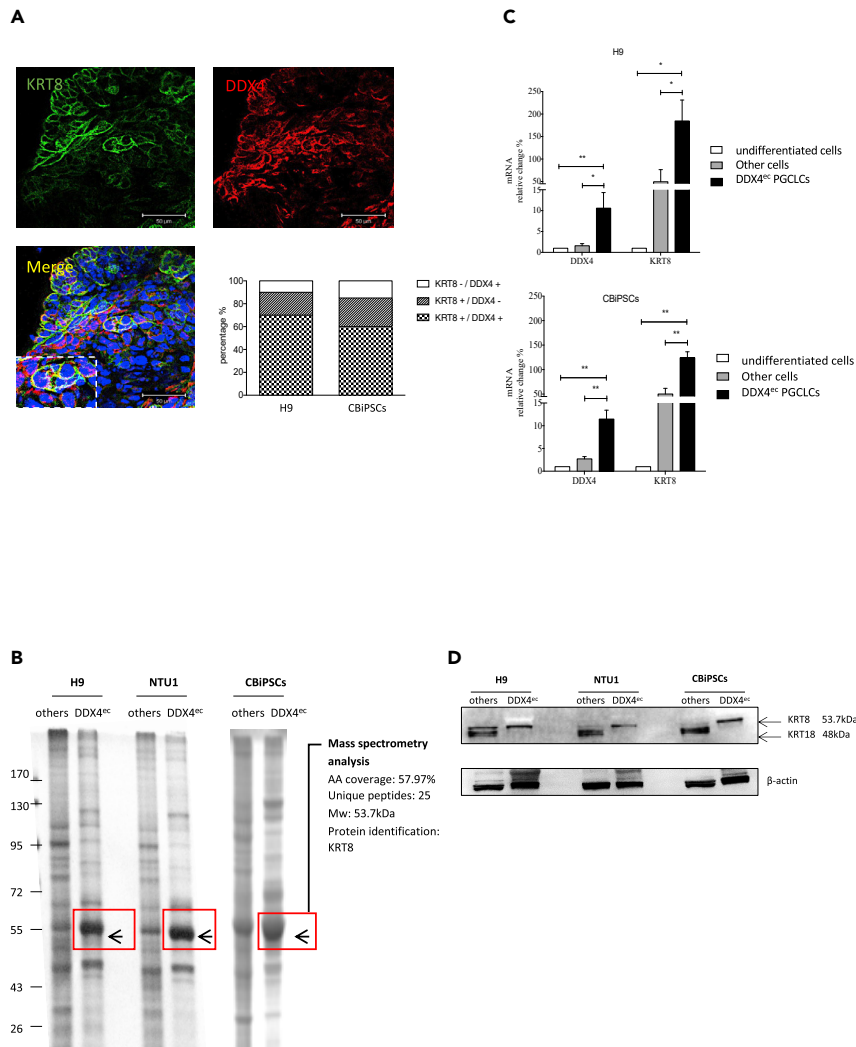 A
KRT8
DDX4
50 µm
50 µm
Merge
50 µm
percentage %
100
80
60
40
20
0
H9
CBiPSCs
KRT8 - / DDX4 +
KRT8 + / DDX4 -
KRT8 + / DDX4 +
C
H9
mRNA
relative change %
250
200
150
100
50
15
10
5
0
**
*
*
*
DDX4
KRT8
undifferentiated cells
Other cells
DDX4ec PGCLCs
CBiPSCs
mRNA
relative change %
250
200
150
100
50
15
10
5
0
**
**
**
**
DDX4
KRT8
undifferentiated cells
Other cells
DDX4ec PGCLCs
B
H9
NTU1
CBiPSCs
others DDX4ec
others DDX4ec
others DDX4ec
170
130
95
72
55
43
26
Mass spectrometry
analysis
AA coverage: 57.97%
Unique peptides: 25
Mw: 53.7kDa
Protein identification:
KRT8
D
H9
NTU1
CBiPSCs
others DDX4ec
others DDX4ec
others DDX4ec
KRT8 53.7kDa
KRT18 48kDa
β-actin